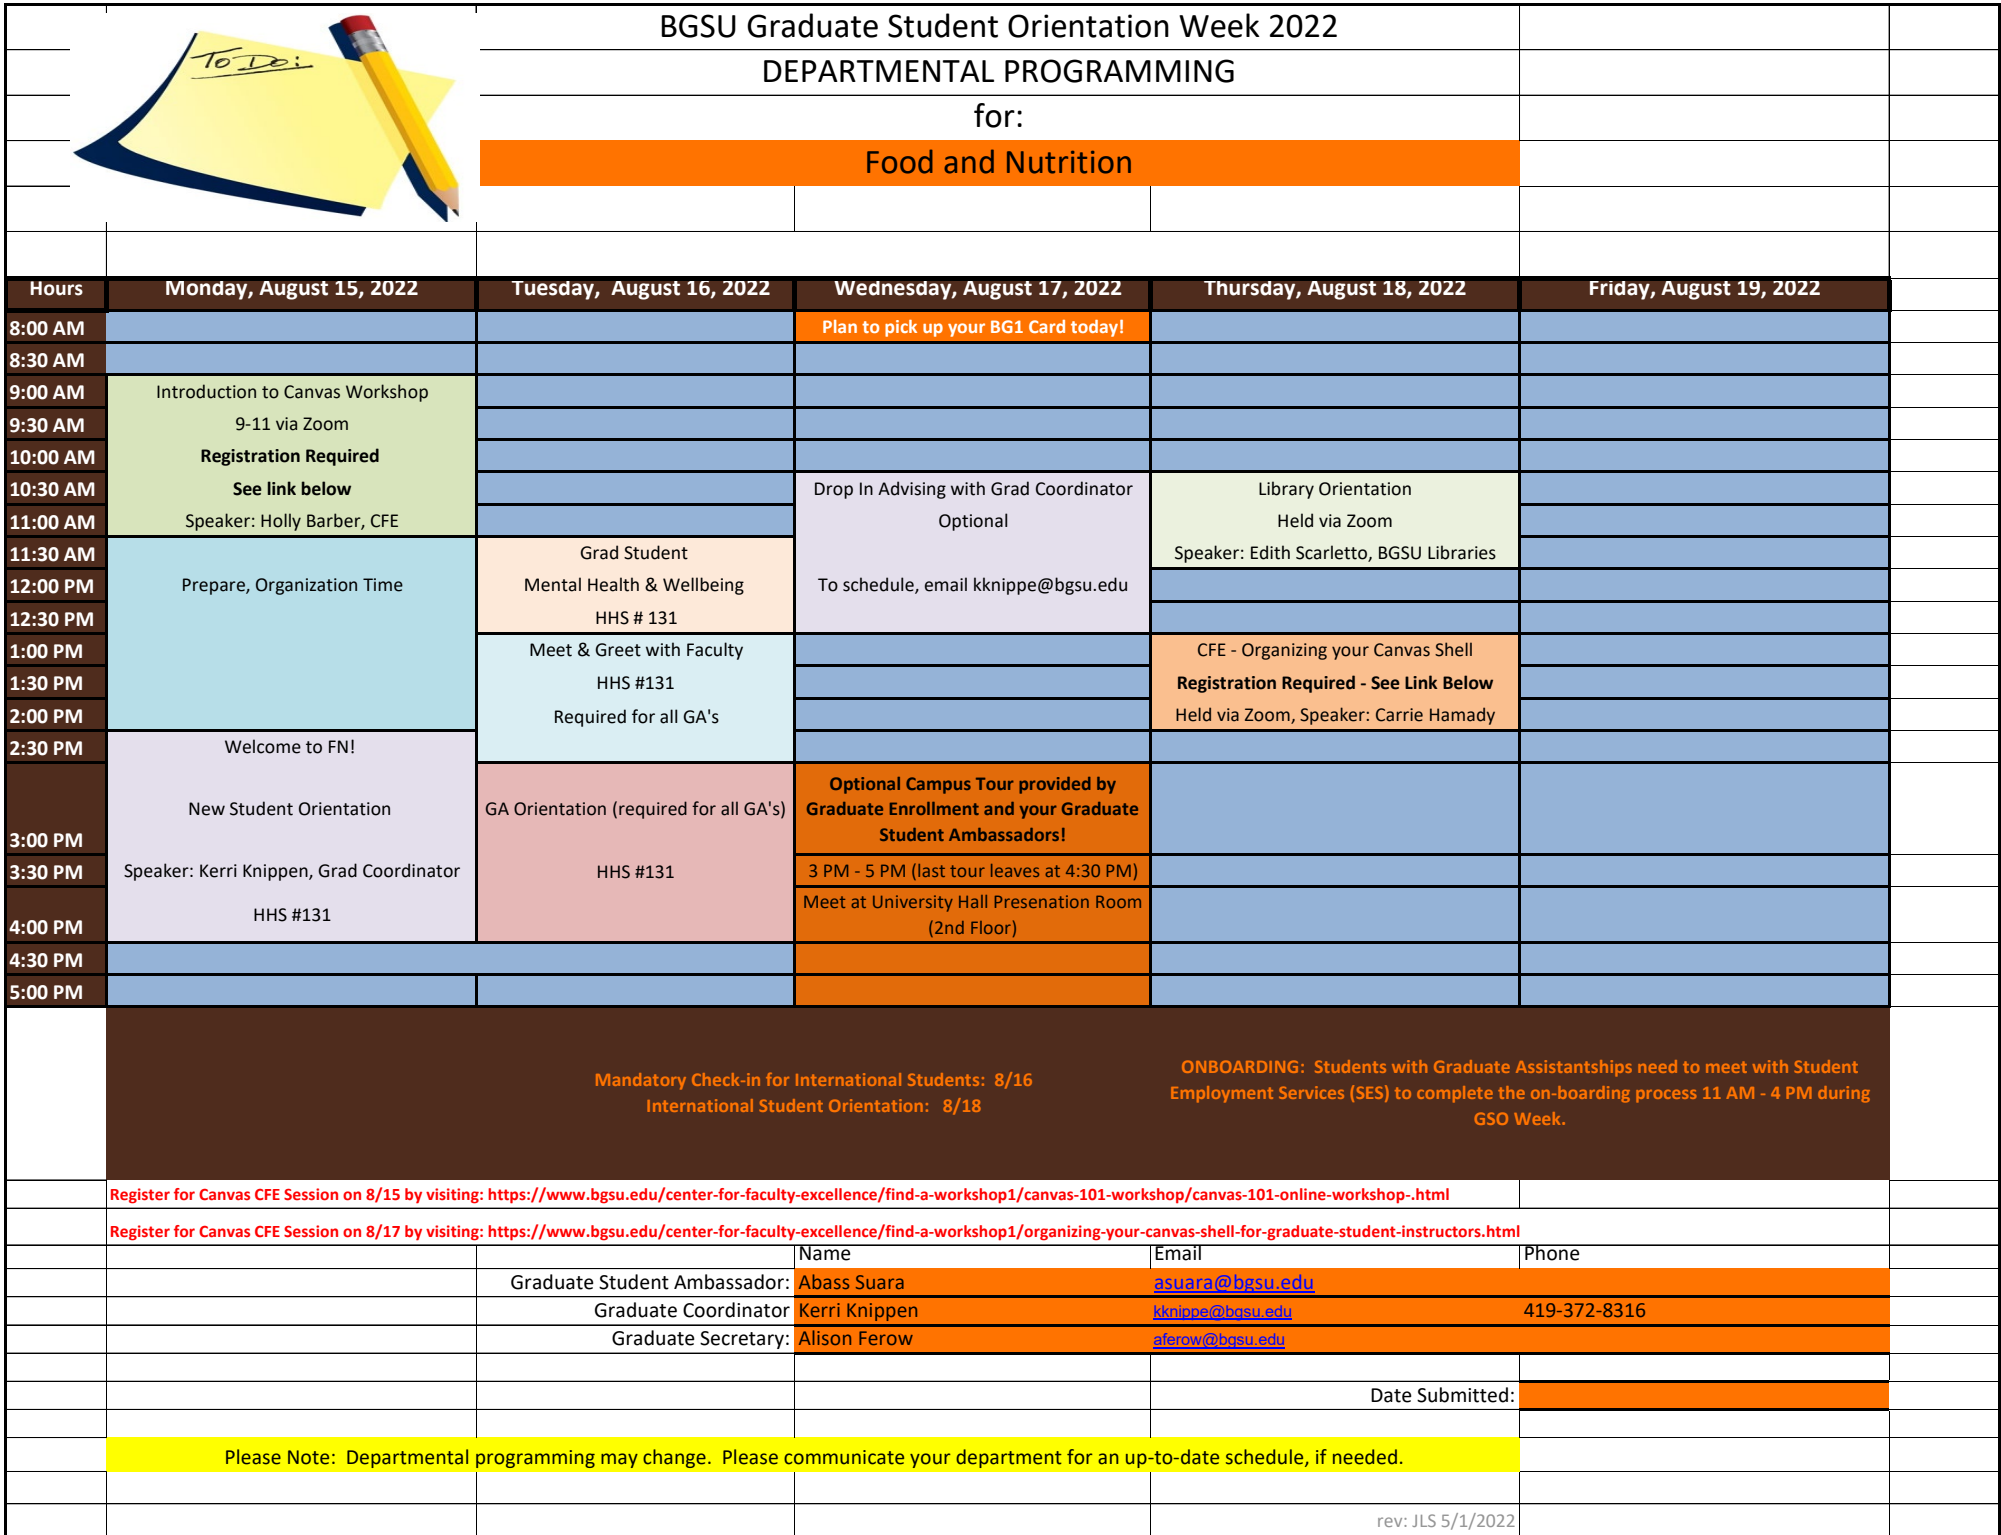 To Do:
BGSU Graduate Student Orientation Week 2022
DEPARTMENTAL PROGRAMMING
for:
Food and Nutrition
Hours
Monday, August 15, 2022
Tuesday, August 16, 2022
Wednesday, August 17, 2022
Thursday, August 18, 2022
Friday, August 19, 2022
8:00 AM
Plan to pick up your BG1 Card today!
8:30 AM
9:00 AM
9:30 AM
10:00 AM
10:30 AM
11:00 AM
11:30 AM
12:00 PM
12:30 PM
1:00 PM
1:30 PM
2:00 PM
2:30 PM
3:00 PM
3:30 PM
4:00 PM
4:30 PM
5:00 PM
Introduction to Canvas Workshop
9-11 via Zoom
Registration Required
See link below
Speaker: Holly Barber, CFE
Prepare, Organization Time
Welcome to FN!
New Student Orientation
Speaker: Kerri Knippen, Grad Coordinator
HHS #131
Grad Student
Mental Health & Wellbeing
HHS # 131
Meet & Greet with Faculty
HHS #131
Required for all GA's
GA Orientation (required for all GA's)
HHS #131
Drop In Advising with Grad Coordinator
Optional
To schedule, email kknippe@bgsu.edu
Optional Campus Tour provided by
Graduate Enrollment and your Graduate
Student Ambassadors!
3 PM - 5 PM (last tour leaves at 4:30 PM)
Meet at University Hall Presenation Room
(2nd Floor)
Library Orientation
Held via Zoom
Speaker: Edith Scarletto, BGSU Libraries
CFE - Organizing your Canvas Shell
Registration Required - See Link Below
Held via Zoom, Speaker: Carrie Hamady
Mandatory Check-in for International Students: 8/16
International Student Orientation: 8/18
ONBOARDING: Students with Graduate Assistantships need to meet with Student
Employment Services (SES) to complete the on-boarding process 11 AM - 4 PM during
GSO Week.
Register for Canvas CFE Session on 8/15 by visiting: https://www.bgsu.edu/center-for-faculty-excellence/find-a-workshop1/canvas-101-workshop/canvas-101-online-workshop-.html
Register for Canvas CFE Session on 8/17 by visiting: https://www.bgsu.edu/center-for-faculty-excellence/find-a-workshop1/organizing-your-canvas-shell-for-graduate-student-instructors.html
Name Email Phone
Graduate Student Ambassador: Abass Suara asuara@bgsu.edu
Graduate Coordinator Kerri Knippen kknippe@bgsu.edu 419-372-8316
Graduate Secretary: Alison Ferow aferow@bgsu.edu
Date Submitted:
Please Note: Departmental programming may change. Please communicate your department for an up-to-date schedule, if needed.
rev: JLS 5/1/2022